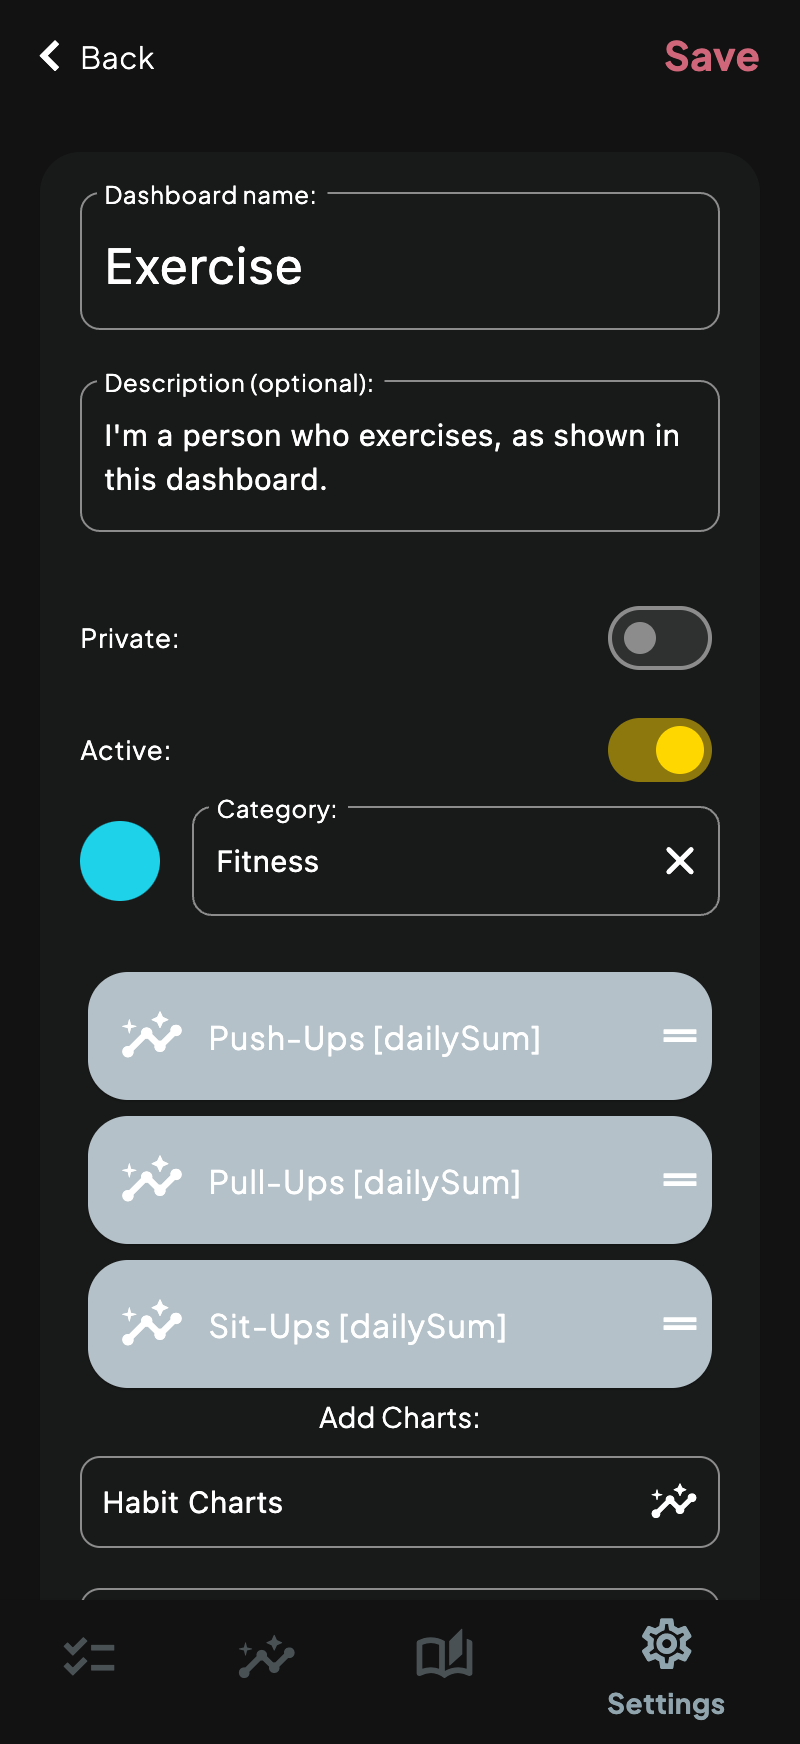 Back
Save
Dashboard name:
Exercise
Description (optional):
I'm a person who exercises, as shown in
this dashboard.
Private:
Active:
Category:
Fitness
Push-Ups [dailySum]
Pull-Ups [dailySum]
Sit-Ups [dailySum]
Add Charts:
Habit Charts
Settings